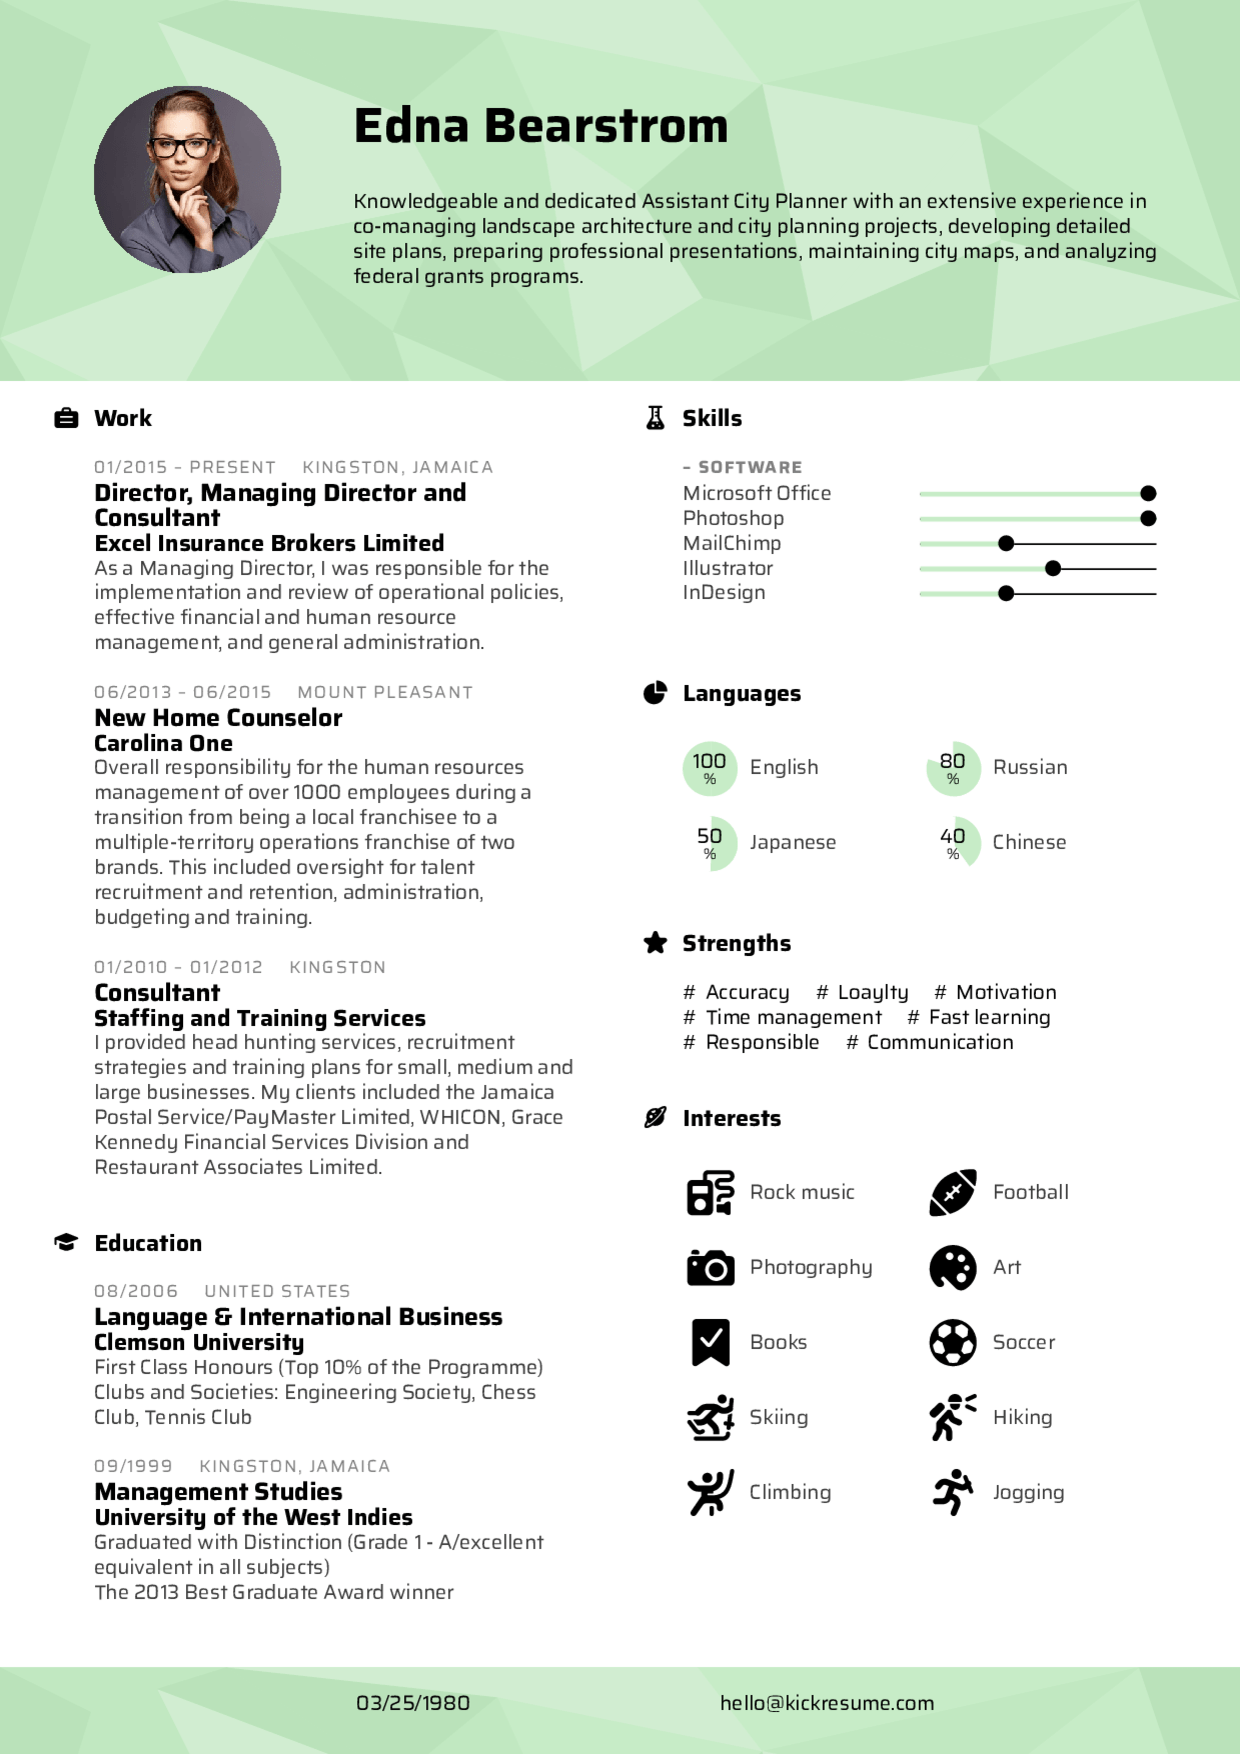 Edna Bearstrom
Knowledgeable and dedicated Assistant City Planner with an extensive experience in
co-managing landscape architecture and city planning projects, developing detailed
site plans, preparing professional presentations, maintaining city maps, and analyzing
federal grants programs.
Work
01/2015 – PRESENT KINGSTON, JAMAICA
Director, Managing Director and
Consultant
Excel Insurance Brokers Limited
As a Managing Director, I was responsible for the
implementation and review of operational policies,
effective financial and human resource
management, and general administration.
06/2013 – 06/2015 MOUNT PLEASANT
New Home Counselor
Carolina One
Overall responsibility for the human resources
management of over 1000 employees during a
transition from being a local franchisee to a
multiple-territory operations franchise of two
brands. This included oversight for talent
recruitment and retention, administration,
budgeting and training.
01/2010 – 01/2012 KINGSTON
Consultant
Staffing and Training Services
I provided head hunting services, recruitment
strategies and training plans for small, medium and
large businesses. My clients included the Jamaica
Postal Service/PayMaster Limited, WHICON, Grace
Kennedy Financial Services Division and
Restaurant Associates Limited.
Education
08/2006 UNITED STATES
Language & International Business
Clemson University
First Class Honours (Top 10% of the Programme)
Clubs and Societies: Engineering Society, Chess
Club, Tennis Club
09/1999 KINGSTON, JAMAICA
Management Studies
University of the West Indies
Graduated with Distinction (Grade 1 - A/excellent
equivalent in all subjects)
The 2013 Best Graduate Award winner
Skills
– SOFTWARE
Microsoft Office
Photoshop
MailChimp
Illustrator
InDesign
Languages
100 % English
80 % Russian
50 % Japanese
40 % Chinese
Strengths
# Accuracy # Loaylty # Motivation
# Time management # Fast learning
# Responsible # Communication
Interests
Rock music Football
Photography Art
Books Soccer
Skiing Hiking
Climbing Jogging
03/25/1980 hello@kickresume.com